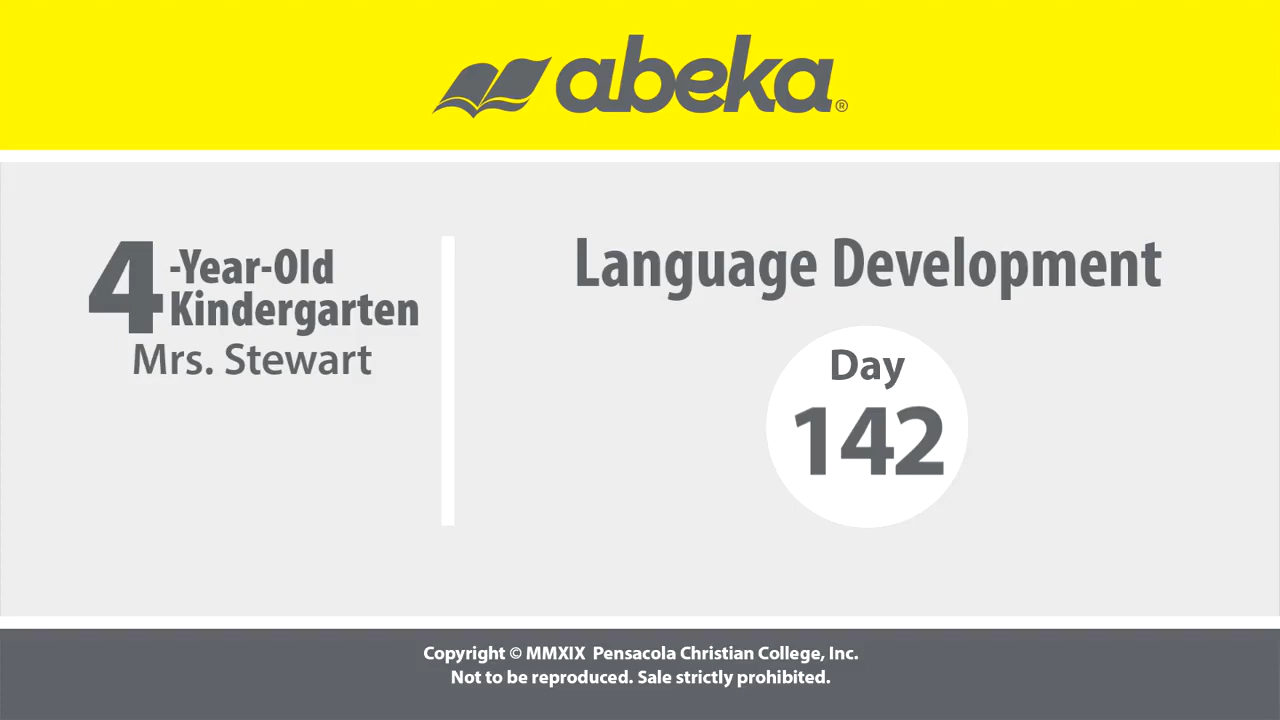 abeka®
4-Year-Old
Kindergarten
Mrs. Stewart
Language Development
Day
142
Copyright © MMXIX Pensacola Christian College, Inc.
Not to be reproduced. Sale strictly prohibited.